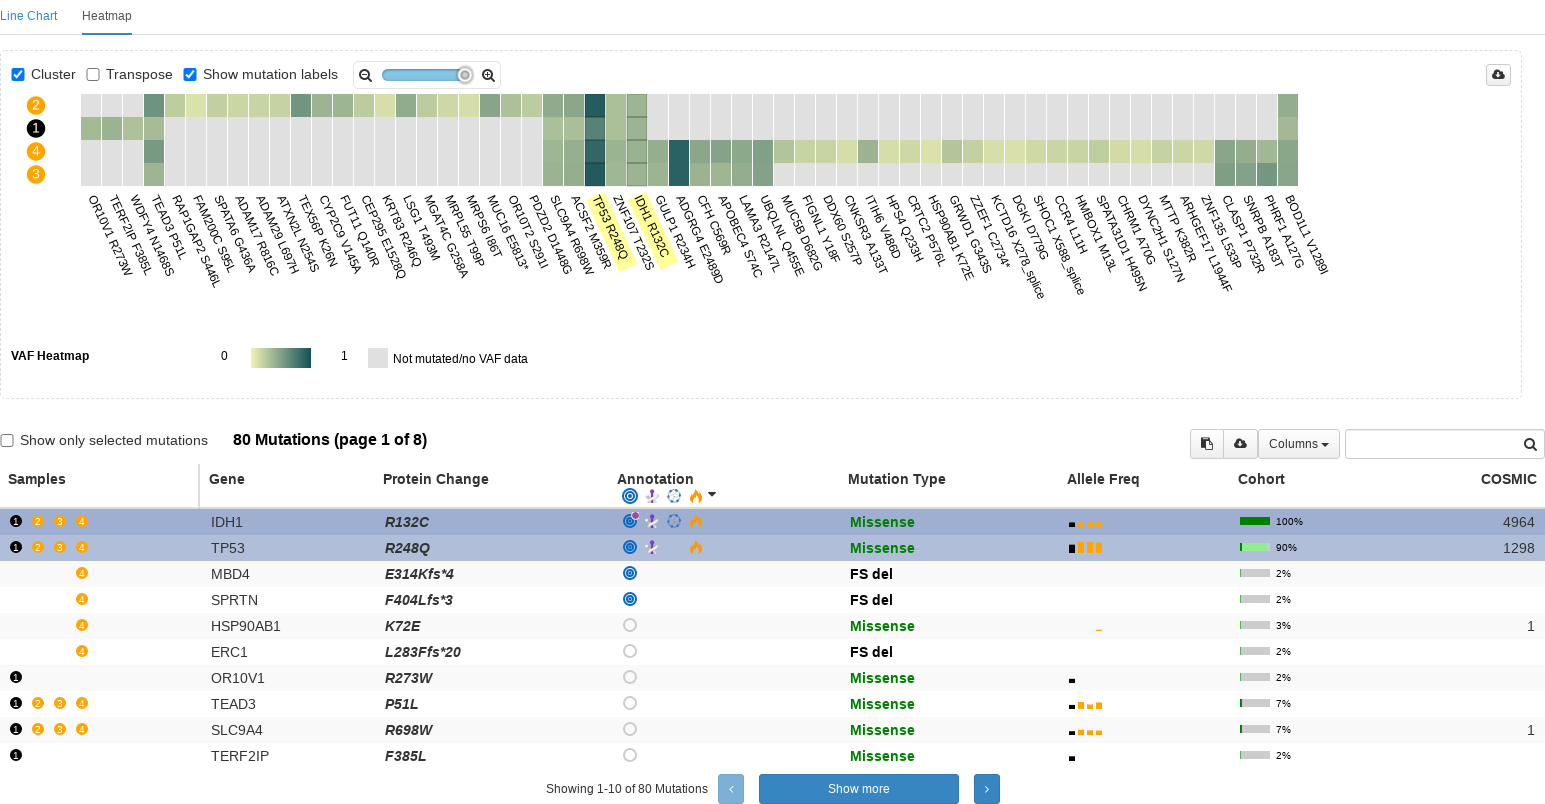 Line Chart Heatmap
Cluster Transpose Show mutation labels
2
1
4
3
OR10V1 R273W
TERF2IP F385L
WDFY4 N1468S
TEAD3 P51L
RAP1GAP2 S446L
FAM200C S95L
SPATA6 G436A
ADAM17 R816C
ADAM29 L697H
ATXN2L N254S
TEX56P K26N
CYP2C9 V145A
FUT11 Q140R
CEP295 E1528Q
KRT83 R246Q
LSG1 T493M
MGAT4C G258A
MRPL55 T99P
MRPS6 I86T
MUC16 E5813*
OR10T2 S291I
PDZD2 D1448G
SLC9A4 R698W
ACSF2 M359R
TP53 R248Q
ZNF107 T232S
IDH1 R132C
GULP1 R234H
ADGRG4 E2489D
CFH C569R
APOBEC4 S74C
LAMA3 R2147L
UBQLNL Q455E
MUC5B D682G
FIGNL1 Y18F
DDX60 S257P
CNKSR3 A133T
ITIH6 V486D
HPS4 Q233H
CRTC2 P576L
HSP90AB1 K72E
GRWD1 G343S
ZZEF1 C2734*
KCTD16 X278_splice
DGKI D779G
SHOC1 X588_splice
CCR4 L11H
HMBOX1 M13L
SPATA31D1 H495N
CHRM1 A70G
DYNC2H1 S127N
MTTP K382R
ARHGEF17 L1944F
ZNF135 L533P
CLASP1 P732R
SNRPB A183T
PHRF1 A127G
BOD1L1 V1289I
VAF Heatmap 0 1 Not mutated/no VAF data
Show only selected mutations 80 Mutations (page 1 of 8) Columns
Samples Gene Protein Change Annotation Mutation Type Allele Freq Cohort COSMIC
1 2 3 4 IDH1 R132C Missense 100% 4964
1 2 3 4 TP53 R248Q Missense 90% 1298
4 MBD4 E314Kfs*4 FS del 2%
4 SPRTN F404Lfs*3 FS del 2%
4 HSP90AB1 K72E Missense 3% 1
4 ERC1 L283Ffs*20 FS del 2%
1 OR10V1 R273W Missense 2%
1 2 3 4 TEAD3 P51L Missense 7%
1 2 3 4 SLC9A4 R698W Missense 7% 1
1 TERF2IP F385L Missense 2%
Showing 1-10 of 80 Mutations ‹ Show more ›